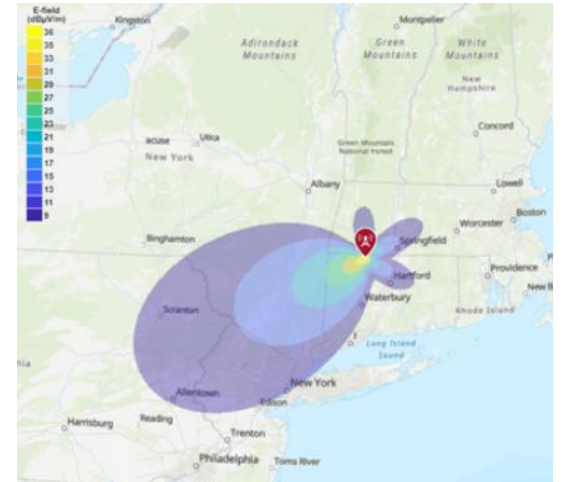 E-field
(dBµV/m)
36
35
33
31
29
27
25
23
21
19
17
15
13
11
9
Kingston
Montpelier
Adirondack
Mountains
Green
Mountains
White
Mountains
New
Hampshire
Concord
acuse
Utica
New York
Green Mountain
National Forest
Albany
Lowell
Boston
Worcester
Binghamton
Springfield
Hartford
Providence
New B
Waterbury
Rhode Island
Scranton
Long Island
Sound
New York
Allentown
Edison
Harrisburg
Reading
Trenton
Philadelphia
Toms River